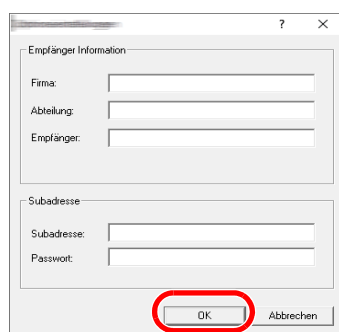 ?
Empfänger Information
Firma:
Abteilung:
Empfänger:
Subadresse
Subadresse:
Passwort:
OK Abbrechen